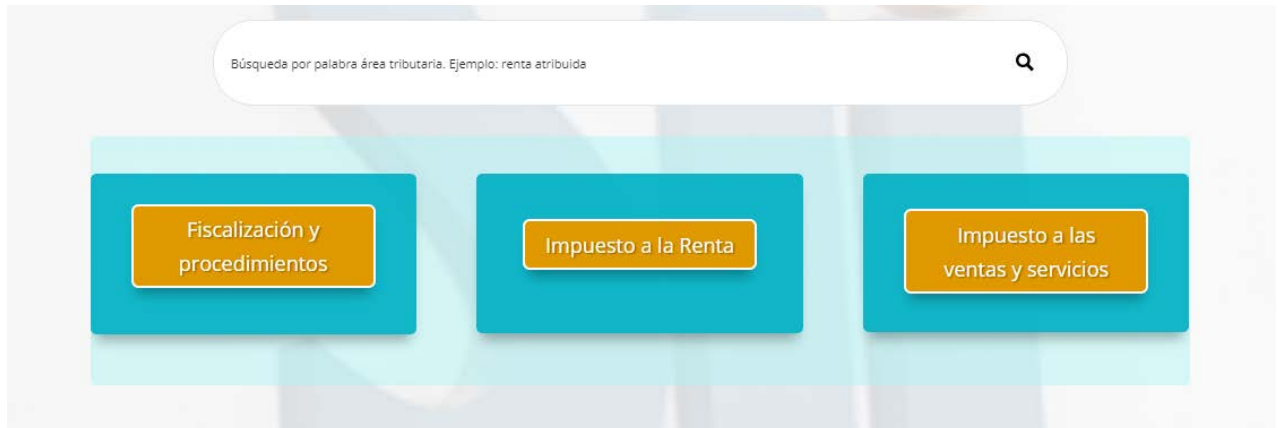 Búsqueda por palabra área tributaria. Ejemplo: renta atribuida
Fiscalización y
procedimientos
Impuesto a la Renta
Impuesto a las
ventas y servicios